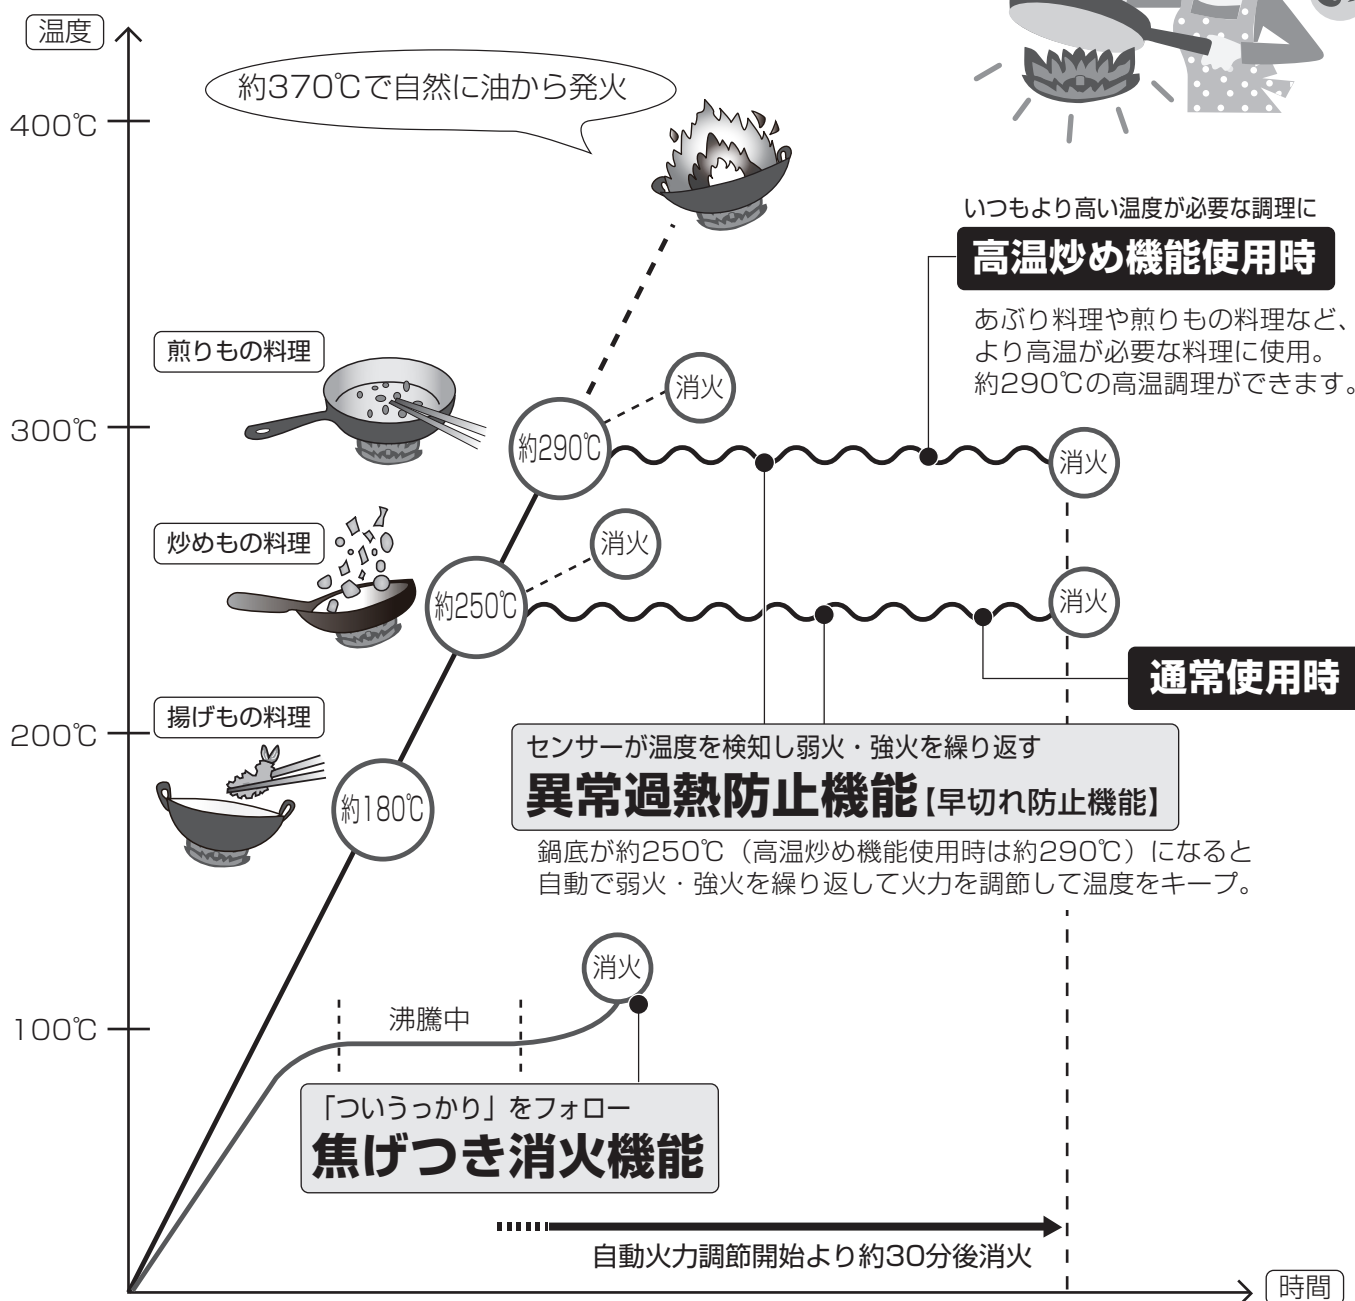 温度
約370℃で自然に油から発火
400℃
いつもより高い温度が必要な調理に
高温炒め機能使用時
あぶり料理や煎りもの料理など、
より高温が必要な料理に使用。
約290℃の高温調理ができます。
煎りもの料理
消火
300℃
約290℃
消火
炒めもの料理
消火
約250℃
消火
通常使用時
揚げもの料理
200℃
約180℃
センサーが温度を検知し弱火・強火を繰り返す
異常過熱防止機能【早切れ防止機能】
鍋底が約250℃（高温炒め機能使用時は約290℃）になると
自動で弱火・強火を繰り返して火力を調節して温度をキープ。
消火
沸騰中
100℃
「ついうっかり」をフォロー
焦げつき消火機能
自動火力調節開始より約30分後消火
時間